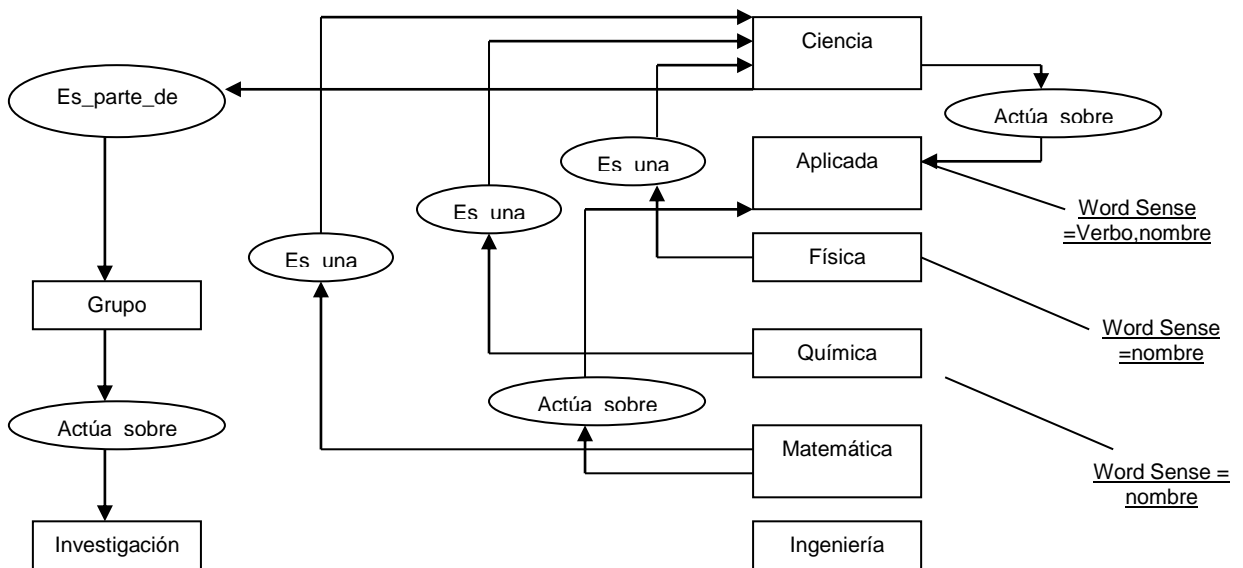 Ciencia
Es_parte_de
Actúa sobre
Es una
Aplicada
Es una
Word Sense
=Verbo,nombre
Es una
Física
Grupo
Word Sense
=nombre
Química
Actúa sobre
Actúa sobre
Matemática
Word Sense =
nombre
Investigación
Ingeniería